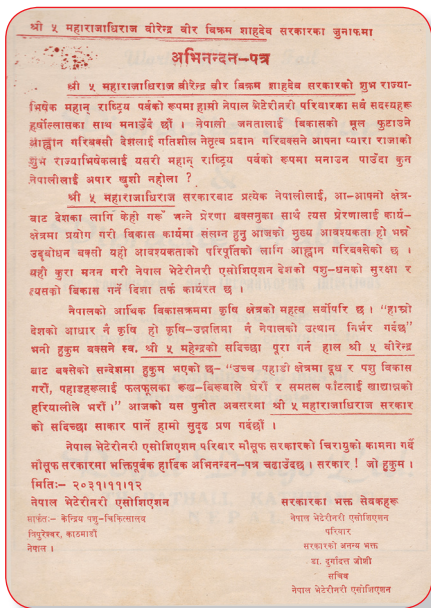 श्री ५ महाराजाधिराज वीरेन्द्र वीर विक्रम शाहदेव सरकारका जुनाफमा
अभिनन्दन-पत्र
श्री ५ महाराजाधिराज वीरेन्द्र वीर विक्रम शाहदेव सरकारको शुभ राज्या-
भिषेक महान् राष्ट्रिय पर्वको रूपमा हामी नेपाल भेटेरीनरी परिवारका सर्व सदस्यहरू
हर्षोल्लासका साथ मनाउँदै छौं । नेपाली जनतालाई विकासको मूल फुटाउने
आह्वान गरिबक्सी देशलाई गतिशील नेतृत्व प्रदान गरिबक्सने आपना प्यारा राजाको
शुभ राज्याभिषेकलाई यसरी महान् राष्ट्रिय पर्वको रूपमा मनाउन पाउँदा कुन
नेपालीलाई अपार खुशी नहोला ?
श्री ५ महाराजाधिराज सरकारबाट प्रत्येक नेपालीलाई, आ-आपनो क्षेत्र-
बाट देशका लागि केही गरूँ भन्ने प्रेरणा बक्सनुका साथै त्यस प्रेरणालाई कार्य-
क्षेत्रमा प्रयोग गरी विकास कार्यमा संलग्न हुनु आजको मुख्य आवश्यकता हो भन्ने
उद्बोधन बक्सी यही आवश्यकताको परिपूर्तिको लागि आह्वान गरिबक्सेको छ ।
यही कुरा मनन गरी नेपाल भेटेरीनरी एसोशिएशन देशको पशु-धनको सुरक्षा र
त्यसको विकास गर्ने दिशा तर्फ कार्यरत छ ।
नेपालको आर्थिक विकासक्रममा कृषि क्षेत्रको महत्व सर्वोपरि छ । "हाम्रो
देशको आधार नै कृषि हो कृषि-उन्नतिमा नै नेपालको उत्थान निर्भर गर्दछ"
भनी हुकुम बक्सने स्व. श्री ५ महेन्द्रको सदिच्छा पूरा गर्न हाल श्री ५ वीरेन्द्र
बाट बक्सेको सन्देशमा हुकुम भएको छ- "उच्च पहाडी क्षेत्रमा दूध र पशु विकास
गरौं, पहाडहरूलाई फलफूलका रूख-बिरूवाले घेरौं र समतल फाँटलाई खाद्यान्नको
हरियालीले भरौं ।" आजको यस पुनीत अवसरमा श्री ५ महाराजाधिराज सरकार
को सदिच्छा साकार पार्न हामी सुदृढ प्रण गर्दछौं ।
नेपाल भेटेरीनरी एसोशिएशन परिवार मौसूफ सरकारको चिरायुको कामना गर्दै
मौसूफ सरकारमा भक्तिपूर्वक हार्दिक अभिनन्दन-पत्र चढाउँदछ । सरकार ! जो हुकुम ।
मिति:- २०३१।११।१२
नेपाल भेटेरीनरी एसोशिएशन
मार्फत:- केन्द्रिय पशु-चिकित्सालय
त्रिपुरेश्वर, काठमाडौं
नेपाल ।
सरकारका भक्त सेवकहरू
नेपाल भेटेरीनरी एसोशिएशन
परिवार
सरकारको अनन्य भक्त
डा. दुर्गादत्त जोशी
सचिव
नेपाल भेटेरीनरी एसोशिएशन